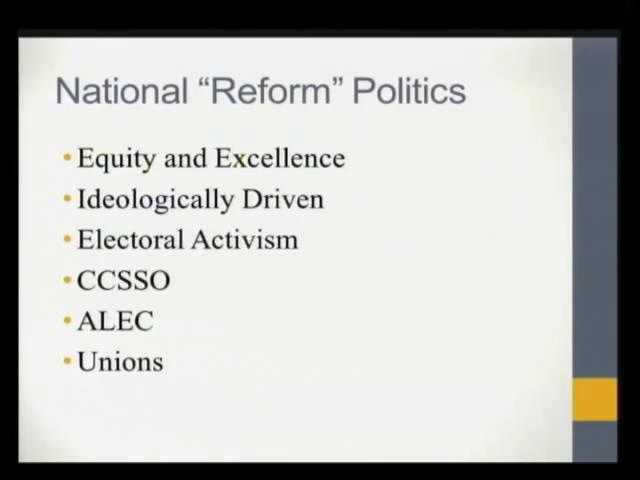 National “Reform” Politics
• Equity and Excellence
• Ideologically Driven
• Electoral Activism
• CCSSO
• ALEC
• Unions